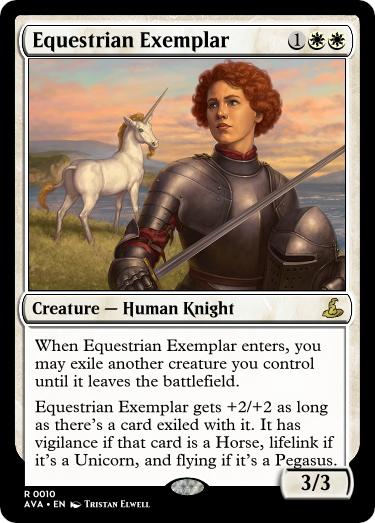 Equestrian Exemplar 1
Creature — Human Knight
When Equestrian Exemplar enters, you
may exile another creature you control
until it leaves the battlefield.
Equestrian Exemplar gets +2/+2 as long
as there's a card exiled with it. It has
vigilance if that card is a Horse, lifelink if
it's a Unicorn, and flying if it's a Pegasus.
3/3
R 0010
AVA • EN Tristan Elwell